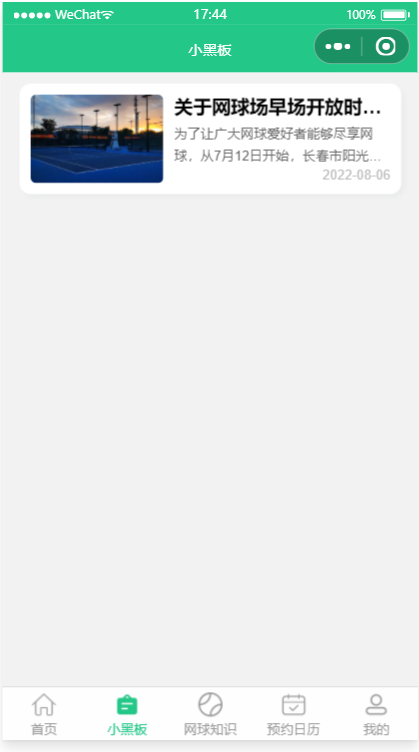 WeChat 17:44 100%
小黑板
关于网球场早场开放时...
为了让广大网球爱好者能够尽享网
球，从7月12日开始，长春市阳光...
2022-08-06
首页 小黑板 网球知识 预约日历 我的